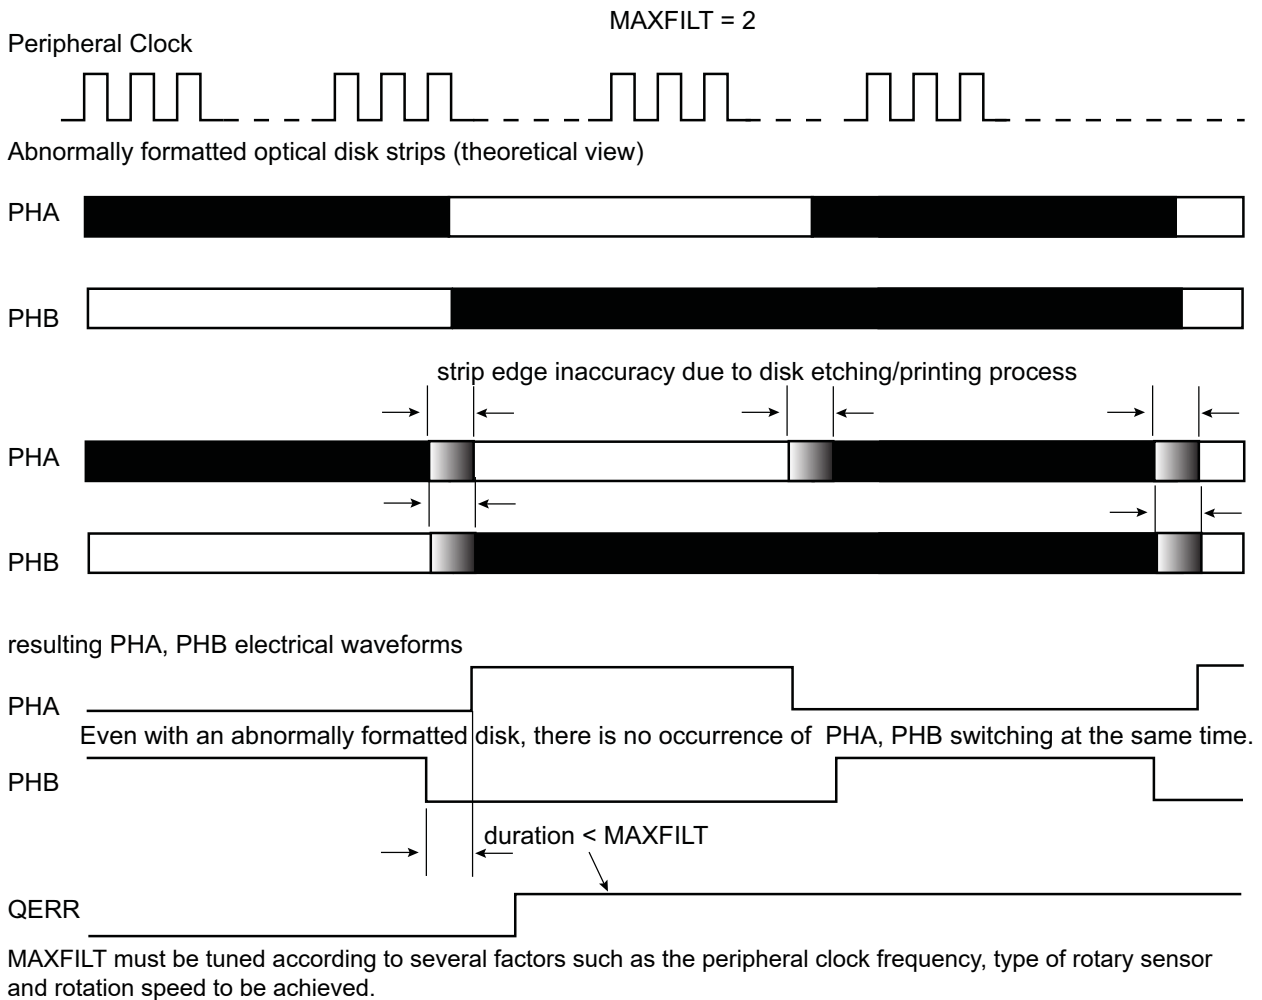 MAXFILT = 2
Peripheral Clock
Abnormally formatted optical disk strips (theoretical view)
PHA
PHB
strip edge inaccuracy due to disk etching/printing process
PHA
PHB
resulting PHA, PHB electrical waveforms
PHA
Even with an abnormally formatted disk, there is no occurrence of PHA, PHB switching at the same time.
PHB
duration < MAXFILT
QERR
MAXFILT must be tuned according to several factors such as the peripheral clock frequency, type of rotary sensor
and rotation speed to be achieved.